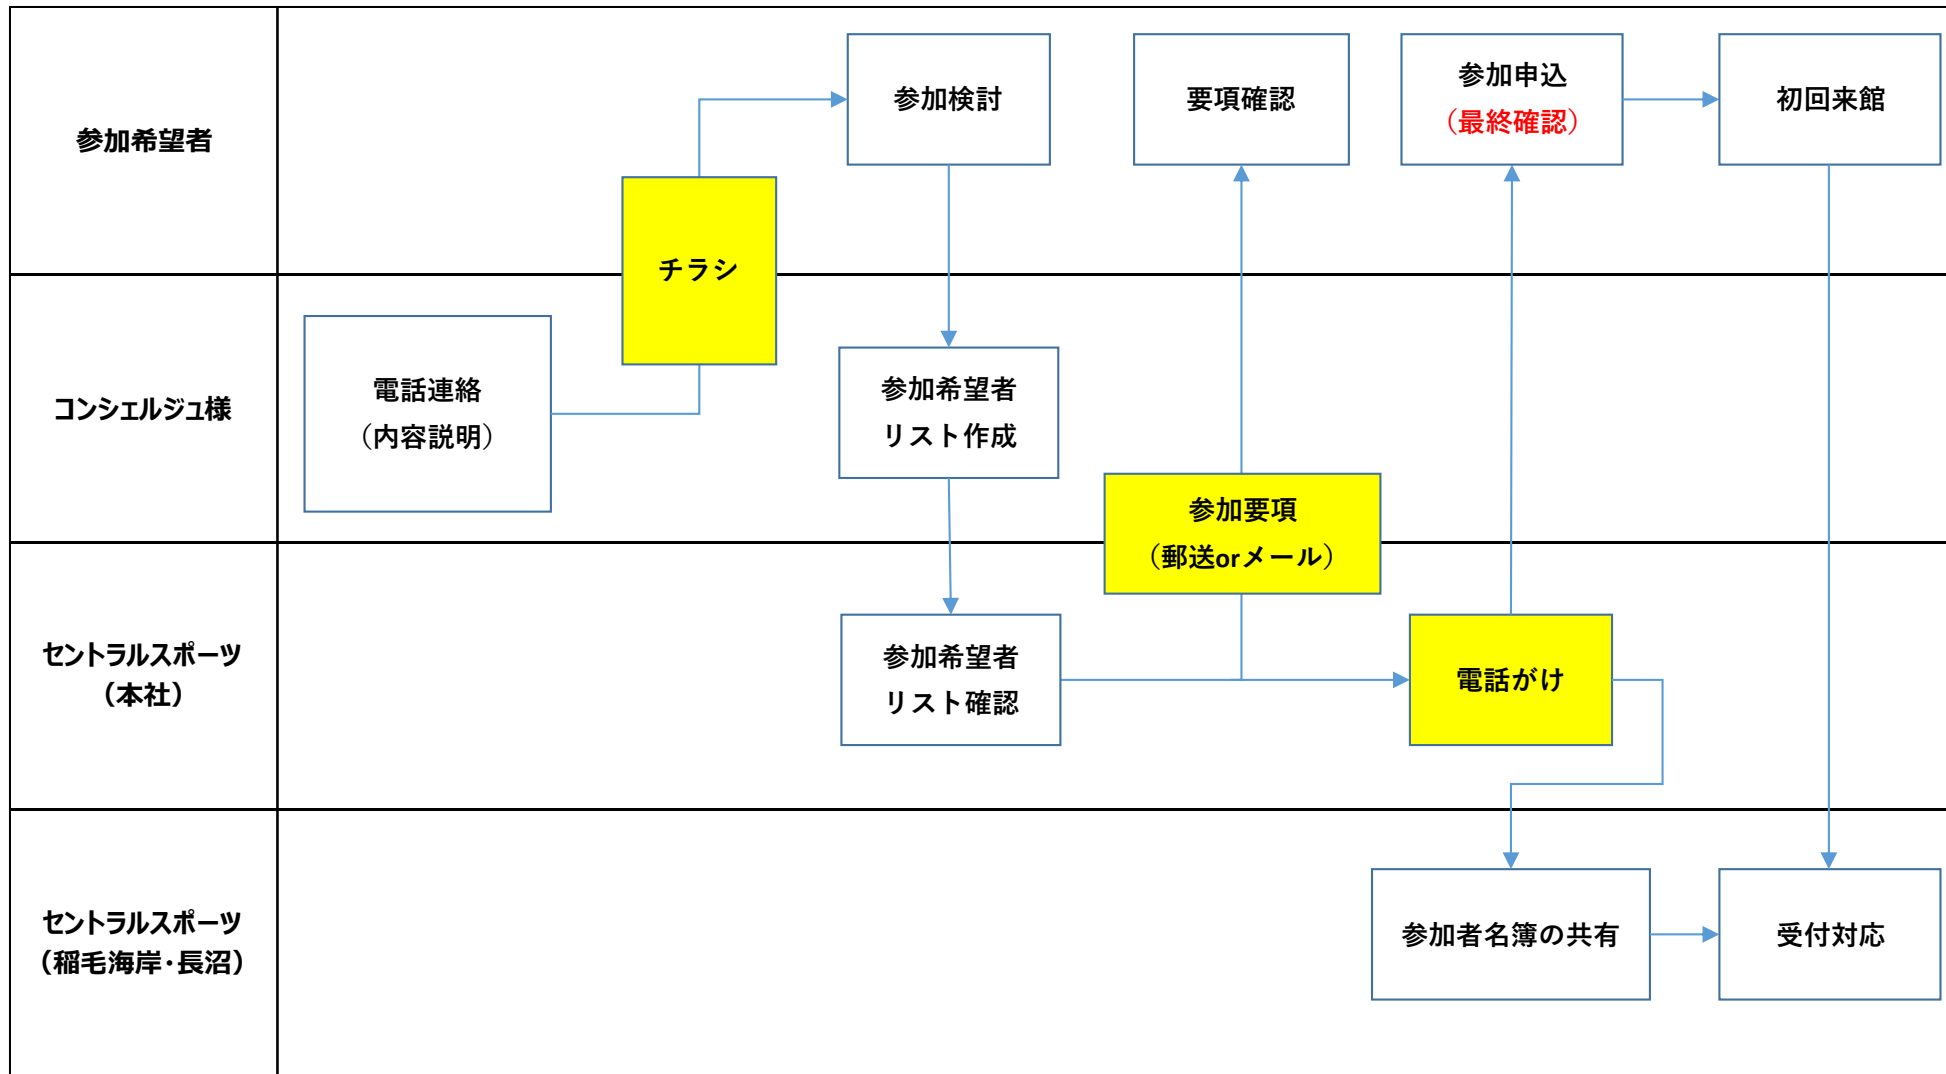 参加希望者
参加検討
要項確認
参加申込
（最終確認）
初回来館
チラシ
コンシェルジュ様
電話連絡
（内容説明）
参加希望者
リスト作成
参加要項
（郵送orメール）
セントラルスポーツ
（本社）
参加希望者
リスト確認
電話がけ
セントラルスポーツ
（稲毛海岸・長沼）
参加者名簿の共有
受付対応